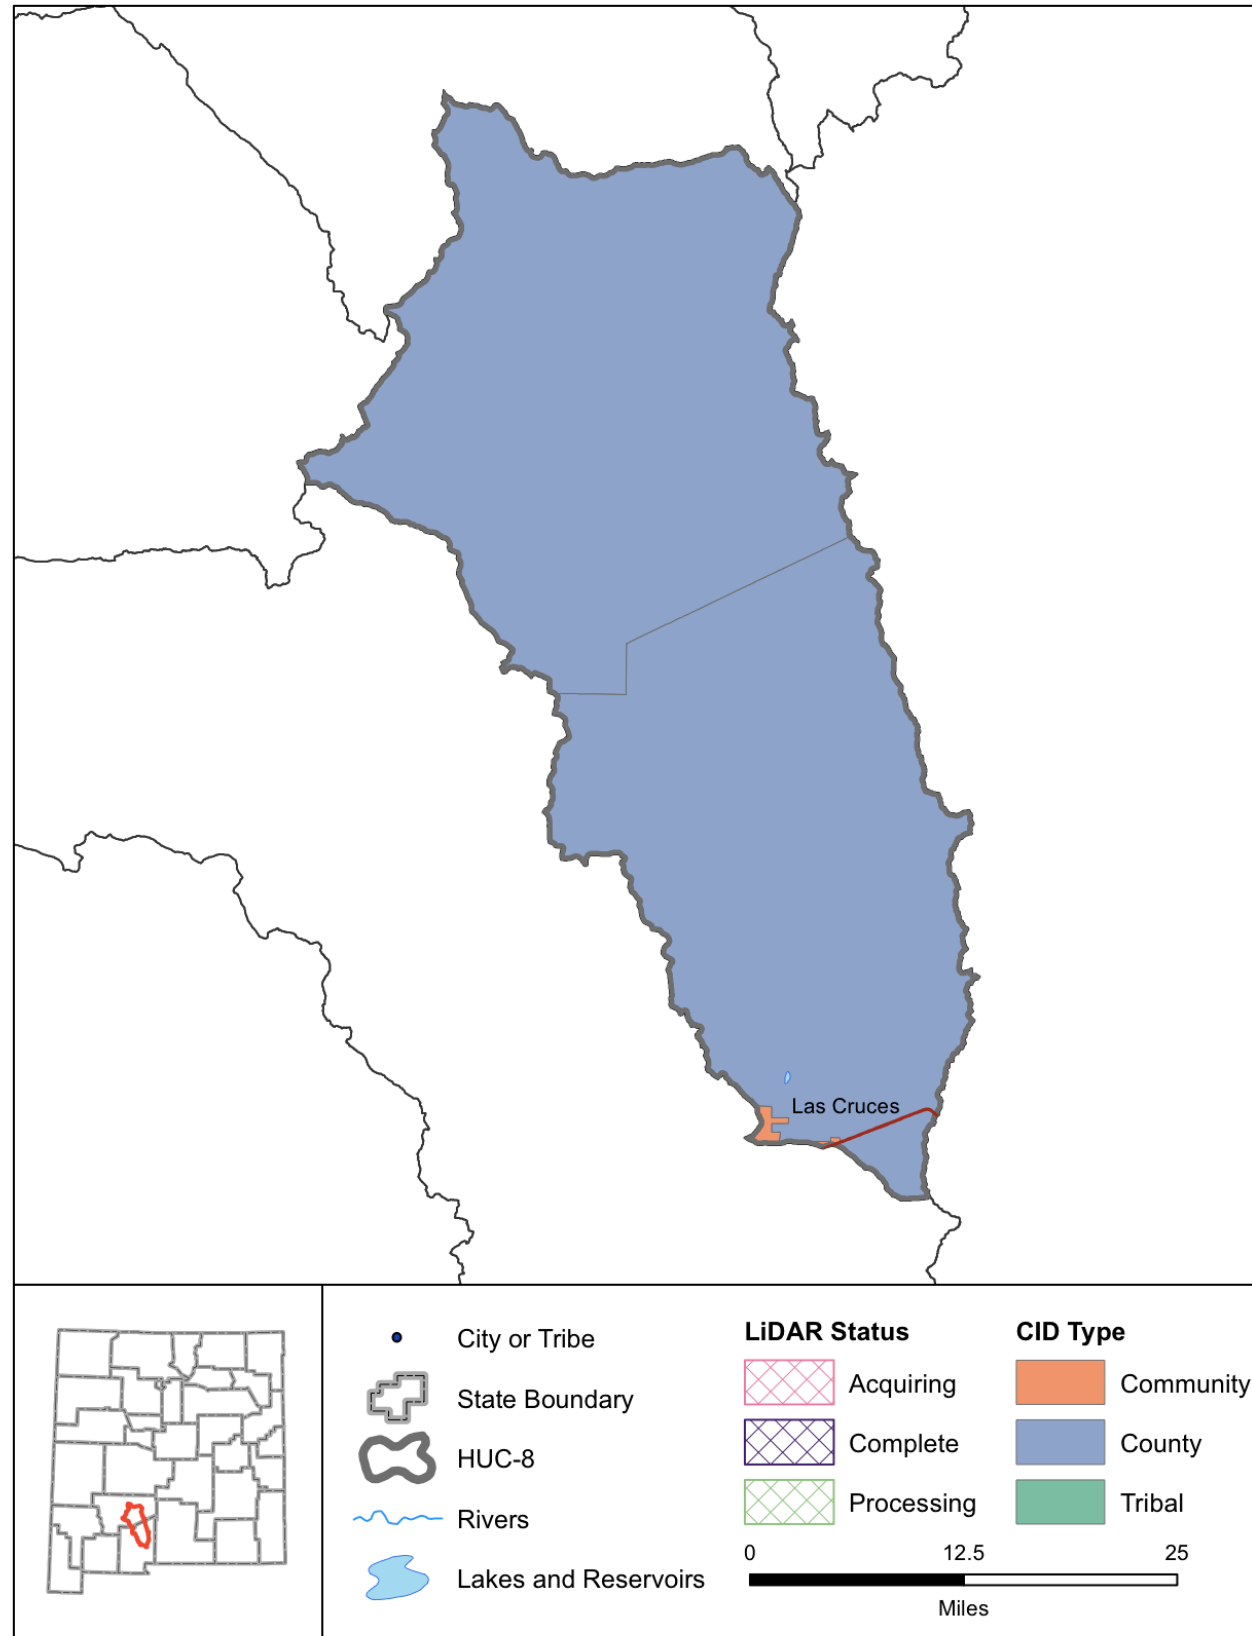 Las Cruces
City or Tribe
State Boundary
HUC-8
Rivers
Lakes and Reservoirs
LiDAR Status
Acquiring
Complete
Processing
CID Type
Community
County
Tribal
0 12.5 25
Miles